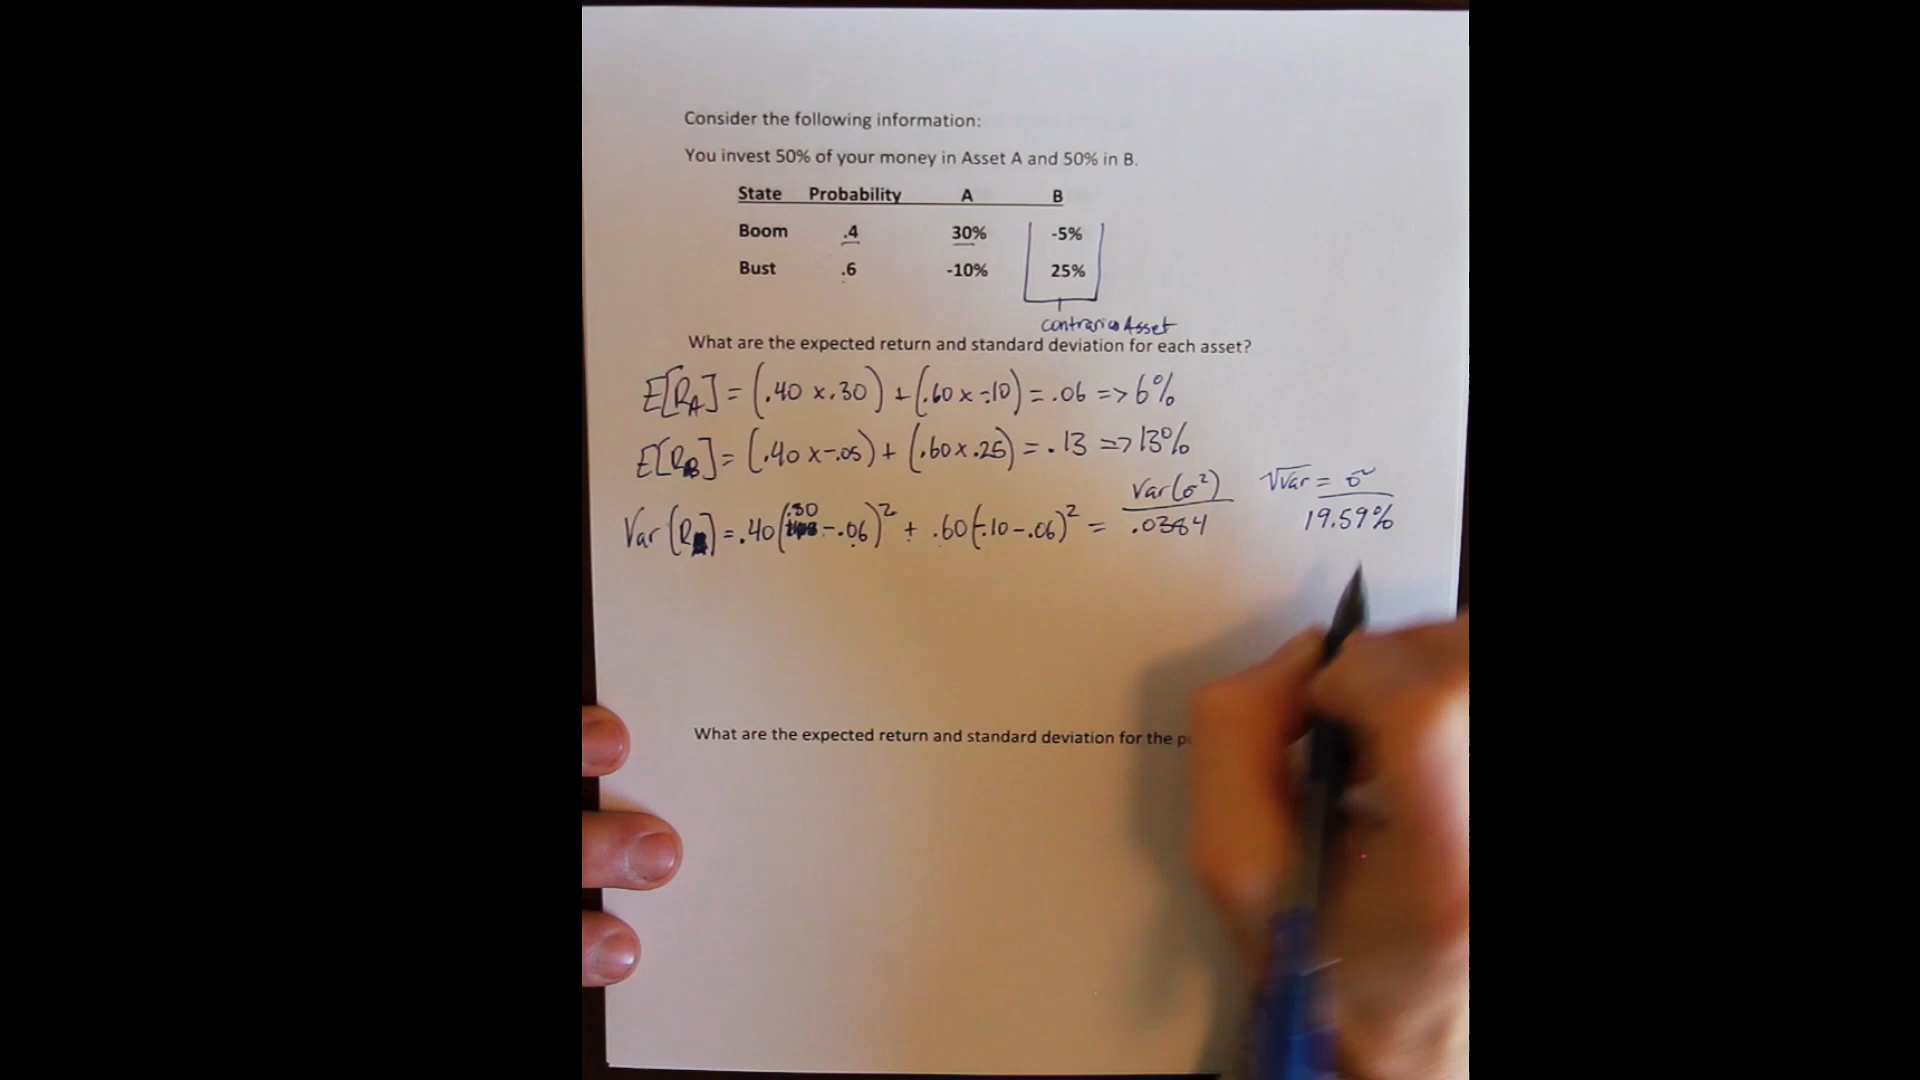 Consider the following information:
You invest 50% of your money in Asset A and 50% in B.
State Probability A B
Boom .4 30% -5%
Bust .6 -10% 25%
Asset
What are the expected return and standard deviation for each asset?
E[R_A] = (.40 x .30) + (.60 x -.10) = .06 => 6%
E[R_B] = (.40 x -.05) + (.60 x .25) = .13 => 13%
Var(σ²) √Var = σ
Var(R = .40(.30 - .06)² + .60(-.10 - .06)² = .0384 19.59%
What are the expected return and standard deviation for the